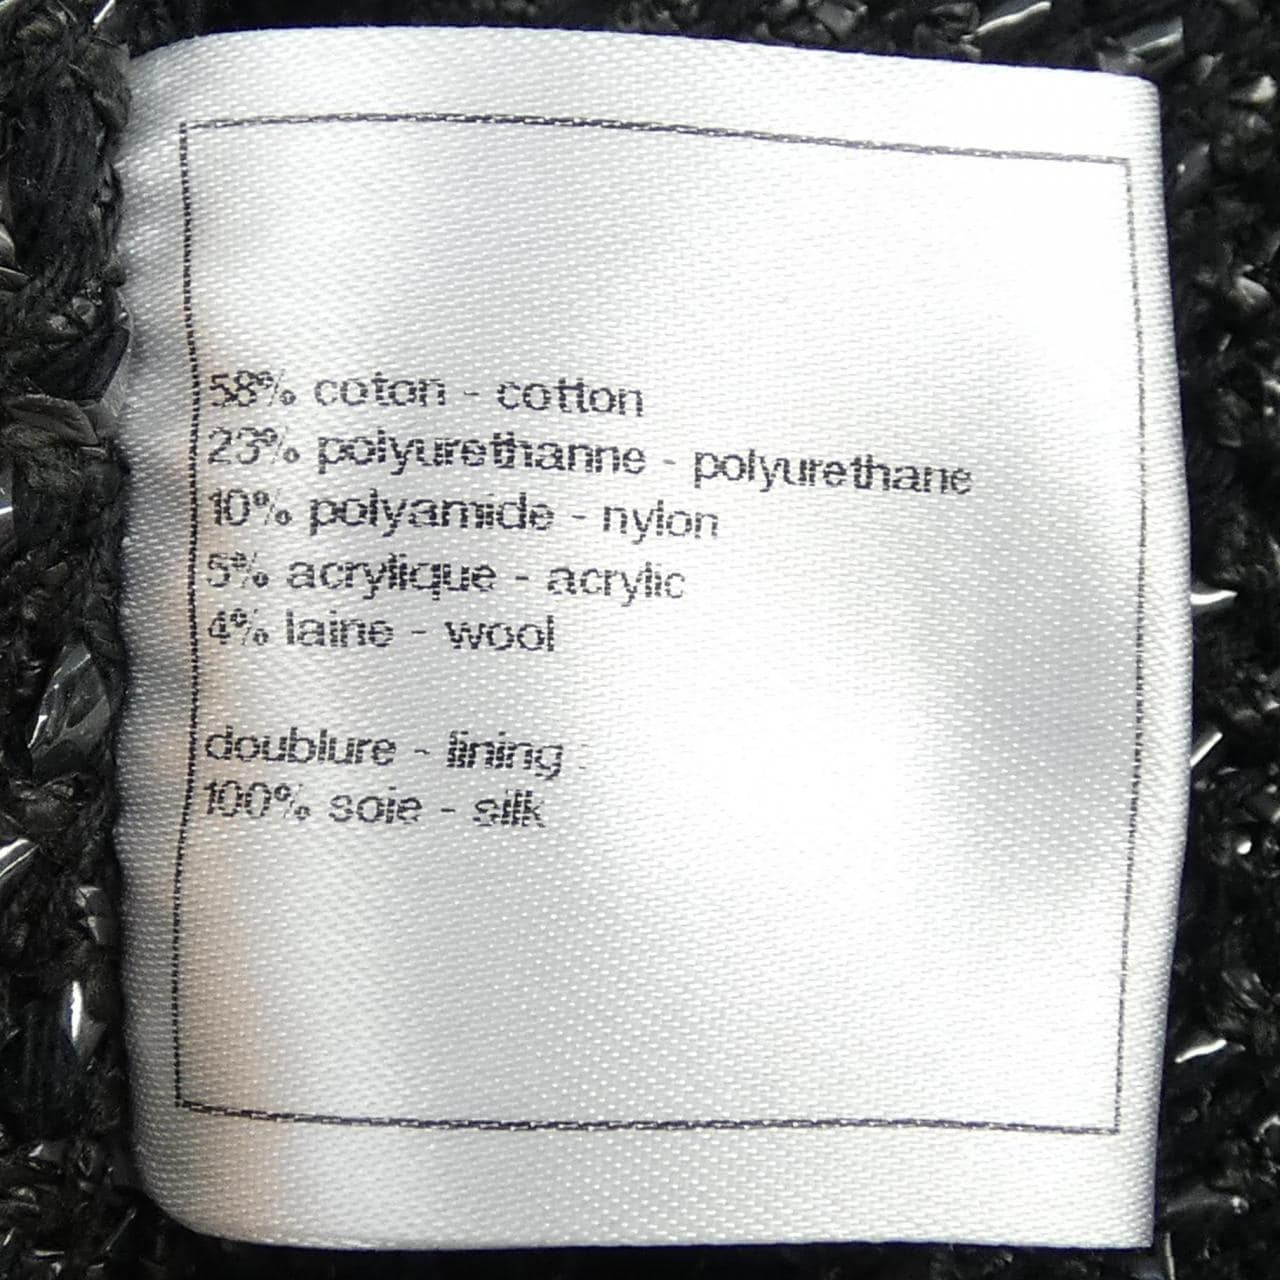 58% coton - cotton
23% polyurethanne - polyurethane
10% polyamide - nylon
5% acrylique - acrylic
4% laine - wool
doublure - lining :
100% soie - silk